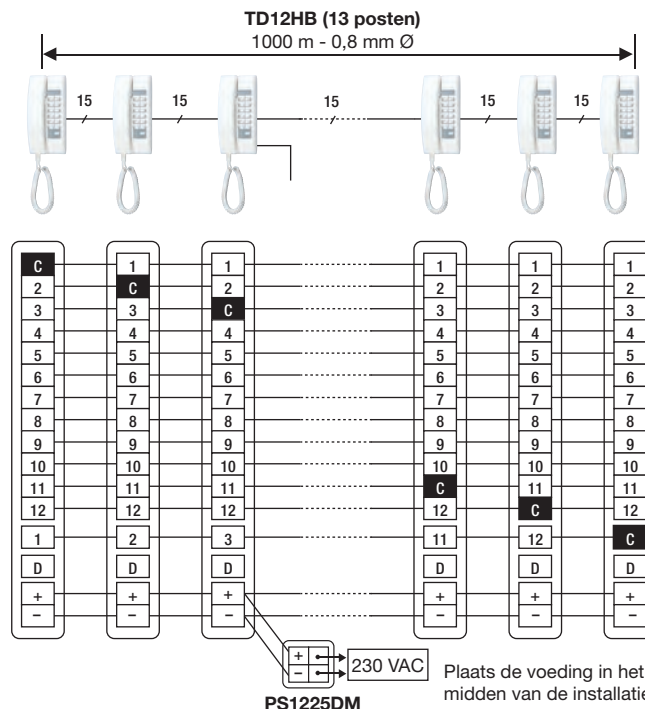 TD12HB (13 posten)
1000 m - 0,8 mm Ø
15 15 15 15 15
C 1 1 1 1 1
2 C 2 2 2 2
3 3 C 3 3 3
4 4 4 4 4 4
5 5 5 5 5 5
6 6 6 6 6 6
7 7 7 7 7 7
8 8 8 8 8 8
9 9 9 9 9 9
10 10 10 10 10 10
11 11 11 C 11 11
12 12 12 12 C 12
1 2 3 11 12 C
D D D D D D
+ + + + + +
− − − − − −
+ 230 VAC
−
PS1225DM
Plaats de voeding in het
midden van de installatie